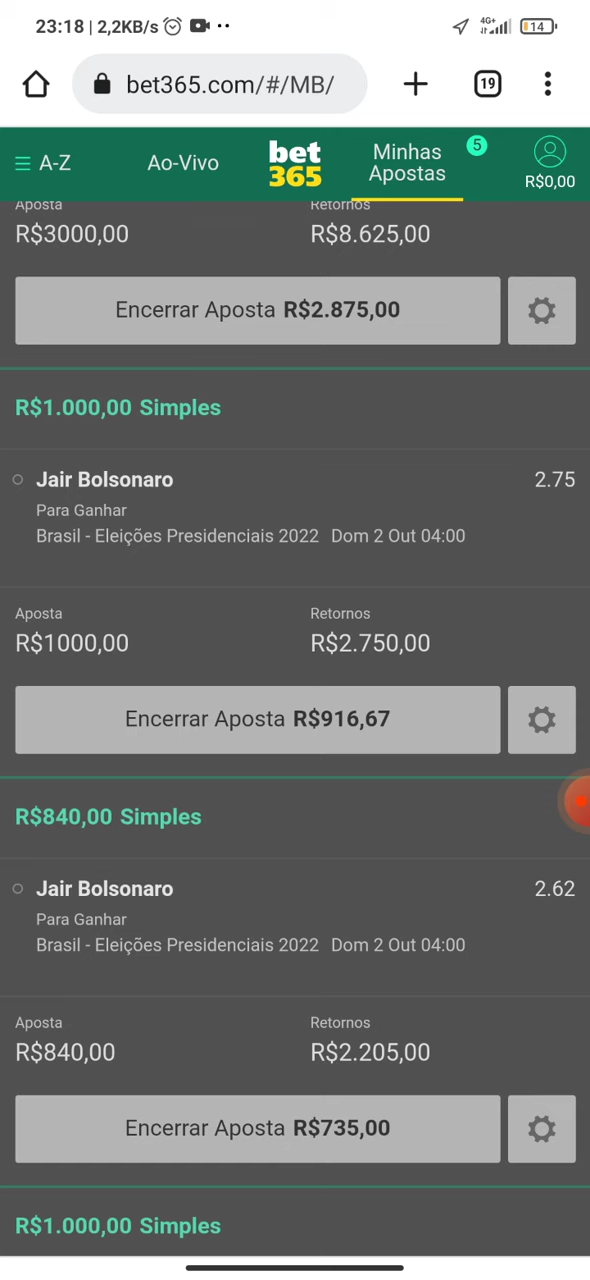 23:18 | 2,2KB/s 4G+ 14
bet365.com/#/MB/ 19
A-Z Ao-Vivo bet365 Minhas Apostas 5 R$0,00
Aposta Retornos
R$3000,00 R$8.625,00
Encerrar Aposta R$2.875,00
R$1.000,00 Simples
Jair Bolsonaro 2.75
Para Ganhar
Brasil - Eleições Presidenciais 2022 Dom 2 Out 04:00
Aposta Retornos
R$1000,00 R$2.750,00
Encerrar Aposta R$916,67
R$840,00 Simples
Jair Bolsonaro 2.62
Para Ganhar
Brasil - Eleições Presidenciais 2022 Dom 2 Out 04:00
Aposta Retornos
R$840,00 R$2.205,00
Encerrar Aposta R$735,00
R$1.000,00 Simples